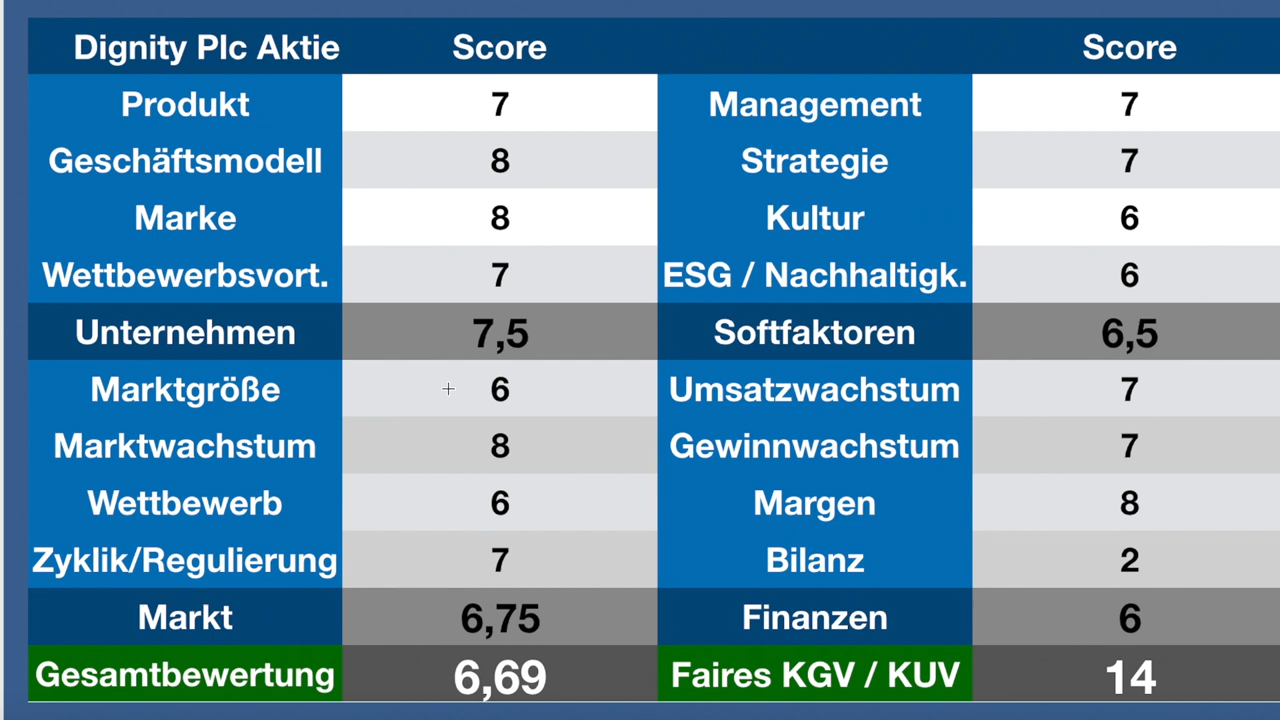 Dignity Plc Aktie Score Score
Produkt 7 Management 7
Geschäftsmodell 8 Strategie 7
Marke 8 Kultur 6
Wettbewerbsvort. 7 ESG / Nachhaltigk. 6
Unternehmen 7,5 Softfaktoren 6,5
Marktgröße 6 Umsatzwachstum 7
Marktwachstum 8 Gewinnwachstum 7
Wettbewerb 6 Margen 8
Zyklik/Regulierung 7 Bilanz 2
Markt 6,75 Finanzen 6
Gesamtbewertung 6,69 Faires KGV / KUV 14